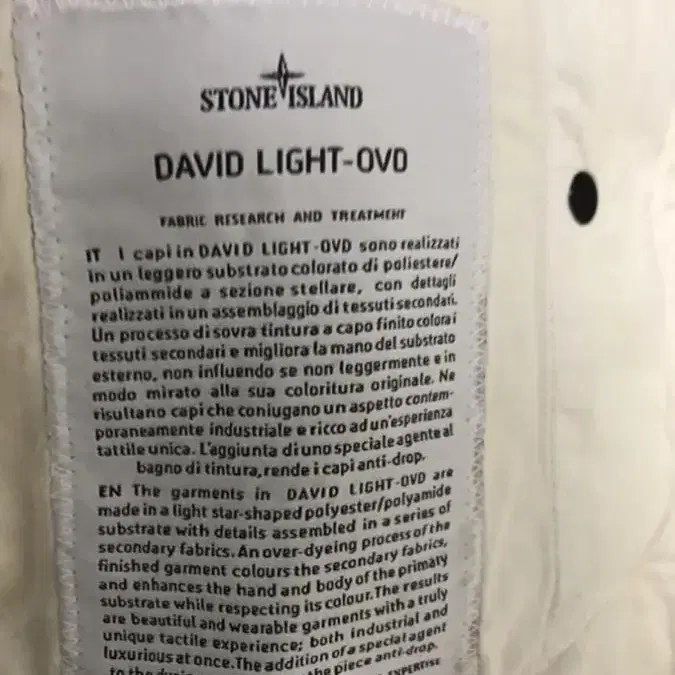 STONE ISLAND
DAVID LIGHT-OVD
FABRIC RESEARCH AND TREATMENT
IT I capi in DAVID LIGHT-OVD sono realizzati
in un leggero substrato colorato di poliestere/
poliammide a sezione stellare, con dettagli
realizzati in un assemblaggio di tessuti secondari.
Un processo di sovra tintura a capo finito colora i
tessuti secondari e migliora la mano del substrato
esterno, non influendo se non leggermente e in
modo mirato alla sua coloritura originale. Ne
risultano capi che coniugano un aspetto contem-
poraneamente industriale e ricco ad un'esperienza
tattile unica. L'aggiunta di uno speciale agente al
bagno di tintura, rende i capi anti-drop.
EN The garments in DAVID LIGHT-OVD are
made in a light star-shaped polyester/polyamide
substrate with details assembled in a series of
secondary fabrics. An over-dyeing process of the
finished garment colours the secondary fabrics,
and enhances the hand and body of the primary
substrate while respecting its colour. The results
are beautiful and wearable garments with a truly
unique tactile experience; both industrial and
luxurious at once. The addition of a special agent
to the the piece anti-drop.
EXPERTISE